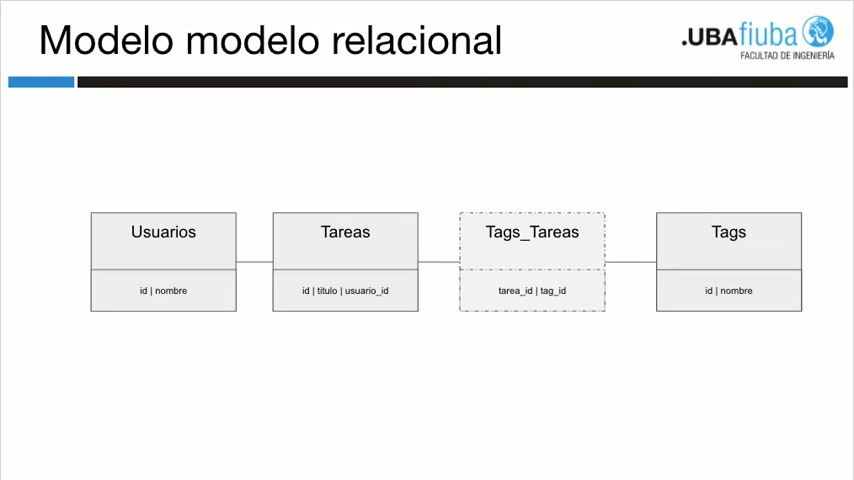 Modelo modelo relacional
.UBAfiuba
FACULTAD DE INGENIERÍA
Usuarios
Tareas
Tags_Tareas
Tags
id | nombre
id | titulo | usuario_id
tarea_id | tag_id
id | nombre